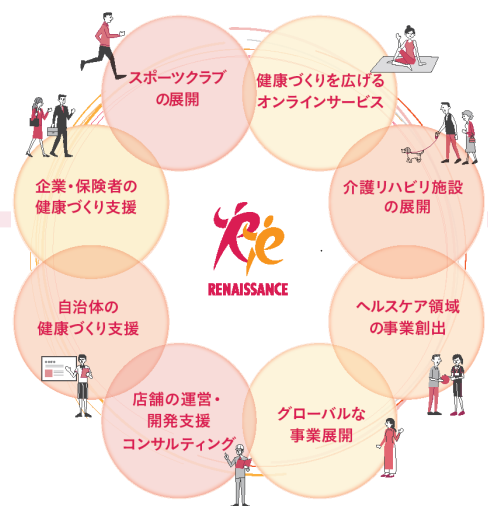 スポーツクラブ
の展開
健康づくりを広げる
オンラインサービス
介護リハビリ施設
の展開
ヘルスケア領域
の事業創出
グローバルな
事業展開
店舗の運営・
開発支援
コンサルティング
自治体の
健康づくり支援
企業・保険者の
健康づくり支援
RENAISSANCE